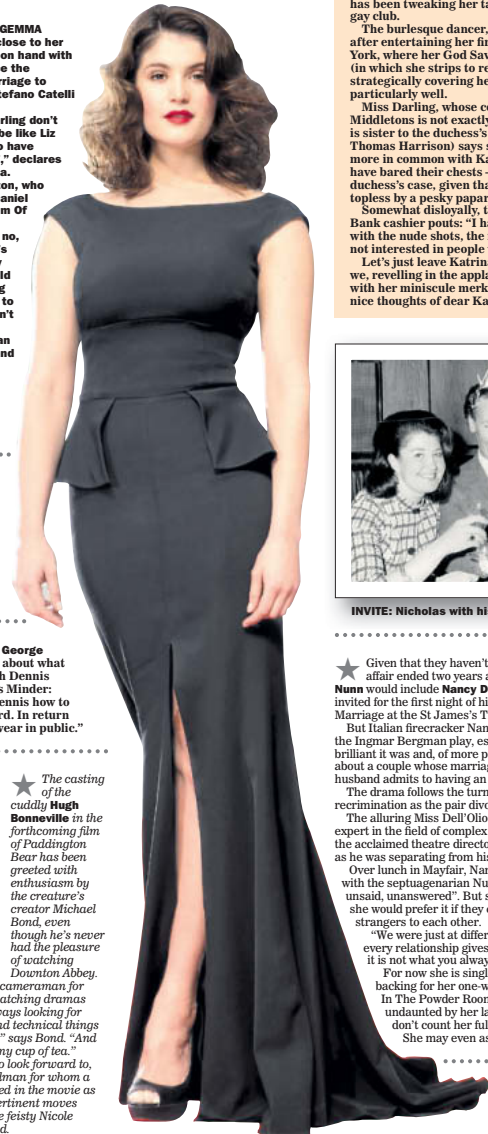 GEMMA
close to her
on hand with
e the
rriage to
tefano Catelli
rling don't
be like Liz
o have
," declares
a.
on, who
aniel
m Of
no,
's
y
ld
g
to
n't
an
nd
George
about what
h Dennis
s Minder:
ennis how to
rd. In return
wear in public."
The casting
of the
cuddly Hugh
Bonneville in the
forthcoming film
of Paddington
Bear has been
greeted with
enthusiasm by
the creature's
creator Michael
Bond, even
though he's never
had the pleasure
of watching
Downton Abbey.
cameraman for
atching dramas
ways looking for
nd technical things
" says Bond. "And
my cup of tea."
o look forward to,
dman for whom a
ed in the movie as
ertinent moves
e feisty Nicole
d.
has been tweaking her ta
gay club.
The burlesque dancer,
after entertaining her fir
York, where her God Sav
(in which she strips to re
strategically covering he
particularly well.
Miss Darling, whose co
Middletons is not exactly
is sister to the duchess's
Thomas Harrison) says s
more in common with Ka
have bared their chests –
duchess's case, given tha
topless by a pesky papar
Somewhat disloyally, t
Bank cashier pouts: "I ha
with the nude shots, the
not interested in people
Let's just leave Katrin
we, revelling in the appla
with her miniscule merk
nice thoughts of dear Ka
INVITE: Nicholas with hi
Given that they haven't
affair ended two years a
Nunn would include Nancy D
invited for the first night of hi
Marriage at the St James's T
But Italian firecracker Nan
the Ingmar Bergman play, es
brilliant it was and, of more p
about a couple whose marriag
husband admits to having an
The drama follows the turn
recrimination as the pair divo
The alluring Miss Dell'Olio
expert in the field of complex
the acclaimed theatre directo
as he was separating from his
Over lunch in Mayfair, Nan
with the septuagenarian Nu
unsaid, unanswered". But s
she would prefer it if they
strangers to each other.
"We were just at differ
every relationship gives
it is not what you alway
For now she is singl
backing for her one-w
In The Powder Room
undaunted by her la
don't count her ful
She may even as